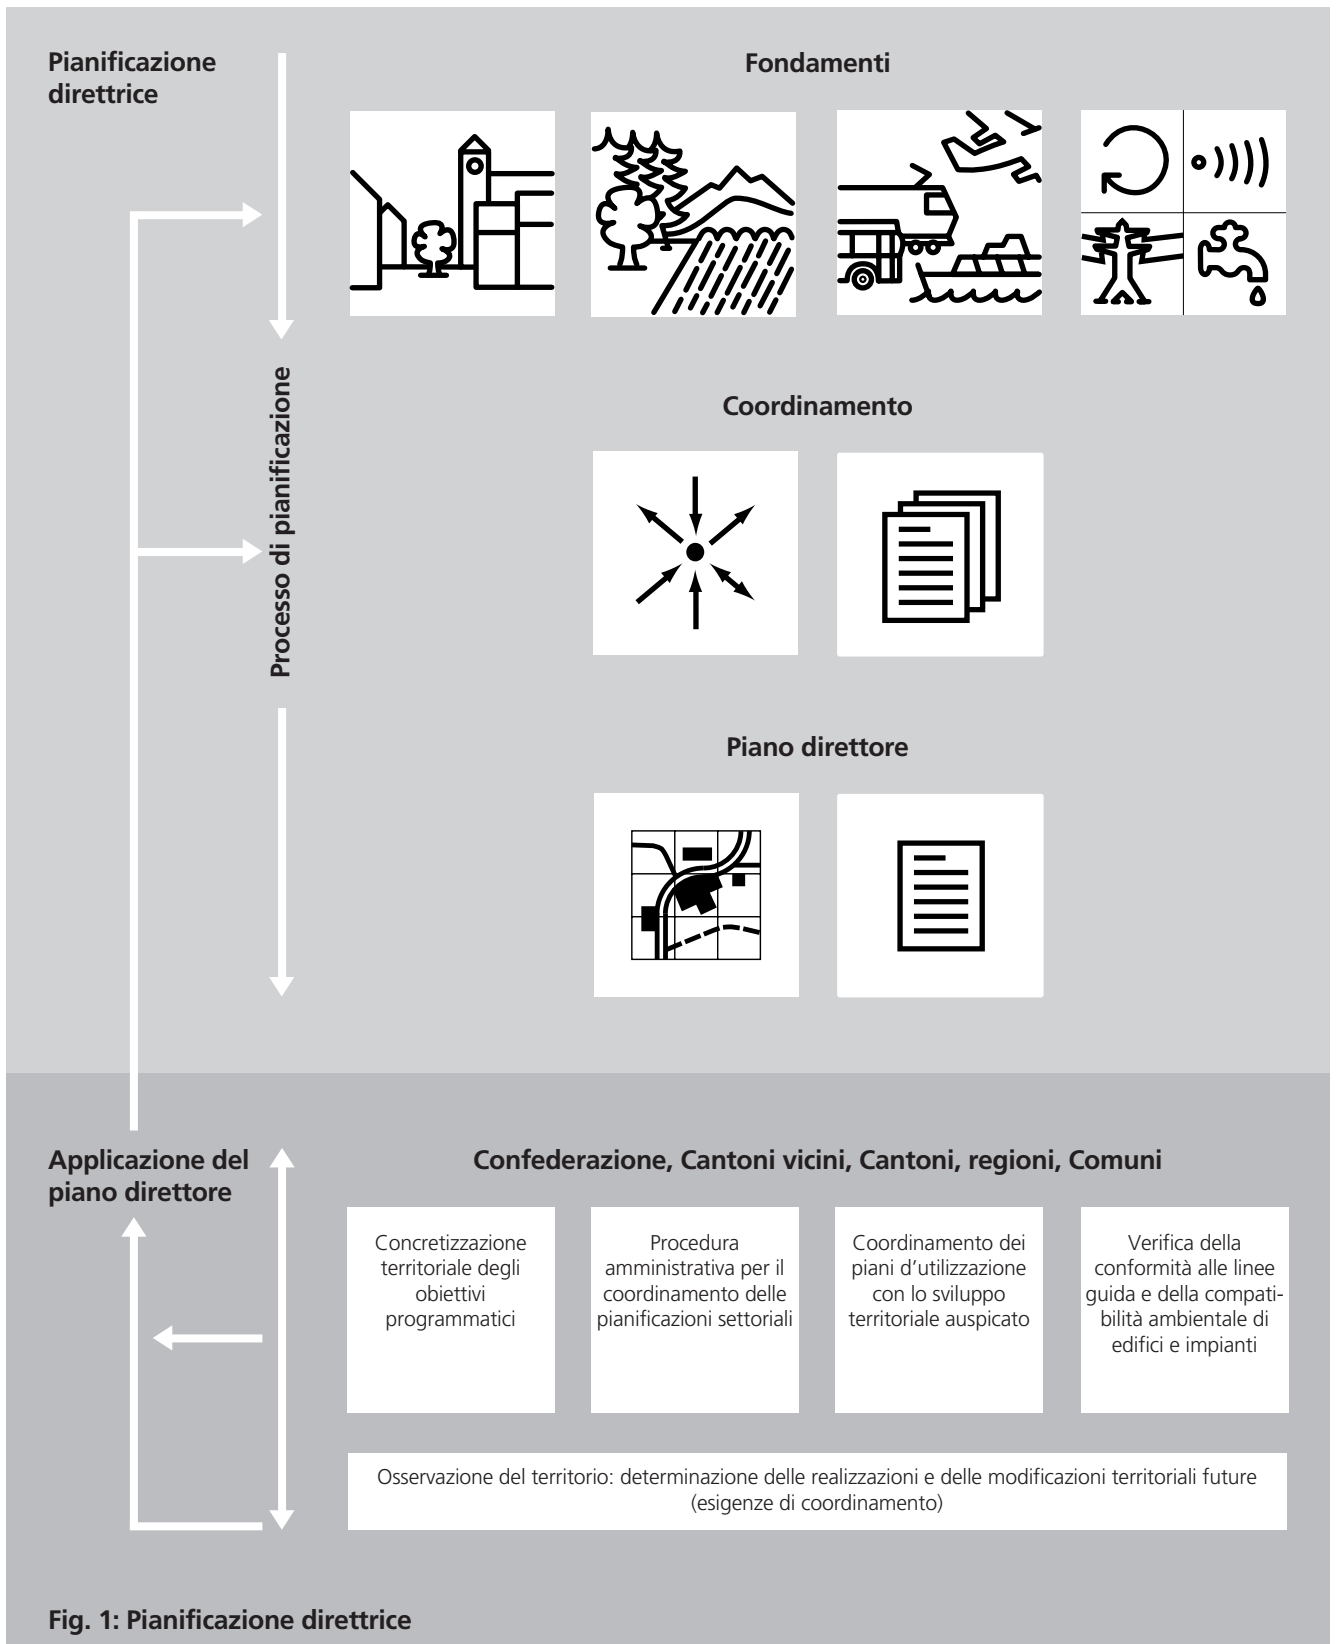 Pianificazione
direttrice
Fondamenti
Processo di pianificazione
Coordinamento
Piano direttore
Applicazione del
piano direttore
Confederazione, Cantoni vicini, Cantoni, regioni, Comuni
Concretizzazione
territoriale degli
obiettivi
programmatici
Procedura
amministrativa per il
coordinamento delle
pianificazioni settoriali
Coordinamento dei
piani d’utilizzazione
con lo sviluppo
territoriale auspicato
Verifica della
conformità alle linee
guida e della compati-
bilità ambientale di
edifici e impianti
Osservazione del territorio: determinazione delle realizzazioni e delle modificazioni territoriali future
(esigenze di coordinamento)
Fig. 1: Pianificazione direttrice